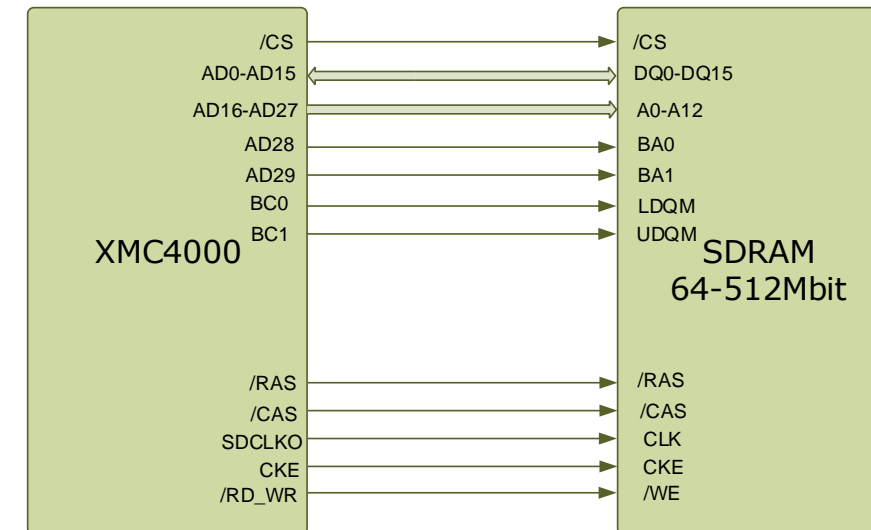 /CS /CS
AD0-AD15 DQ0-DQ15
AD16-AD27 A0-A12
AD28 BA0
AD29 BA1
BC0 LDQM
BC1 UDQM
XMC4000 SDRAM
64-512Mbit
/RAS /RAS
/CAS /CAS
SDCLKO CLK
CKE CKE
/RD_WR /WE